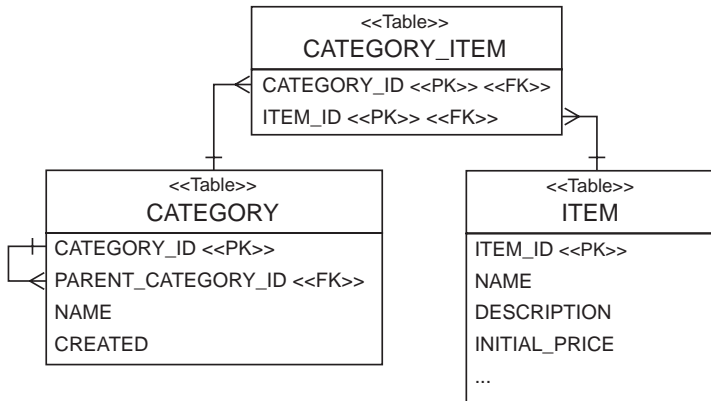 <<Table>>
CATEGORY_ITEM
CATEGORY_ID <<PK>> <<FK>>
ITEM_ID <<PK>> <<FK>>
<<Table>>
CATEGORY
CATEGORY_ID <<PK>>
PARENT_CATEGORY_ID <<FK>>
NAME
CREATED
<<Table>>
ITEM
ITEM_ID <<PK>>
NAME
DESCRIPTION
INITIAL_PRICE
...